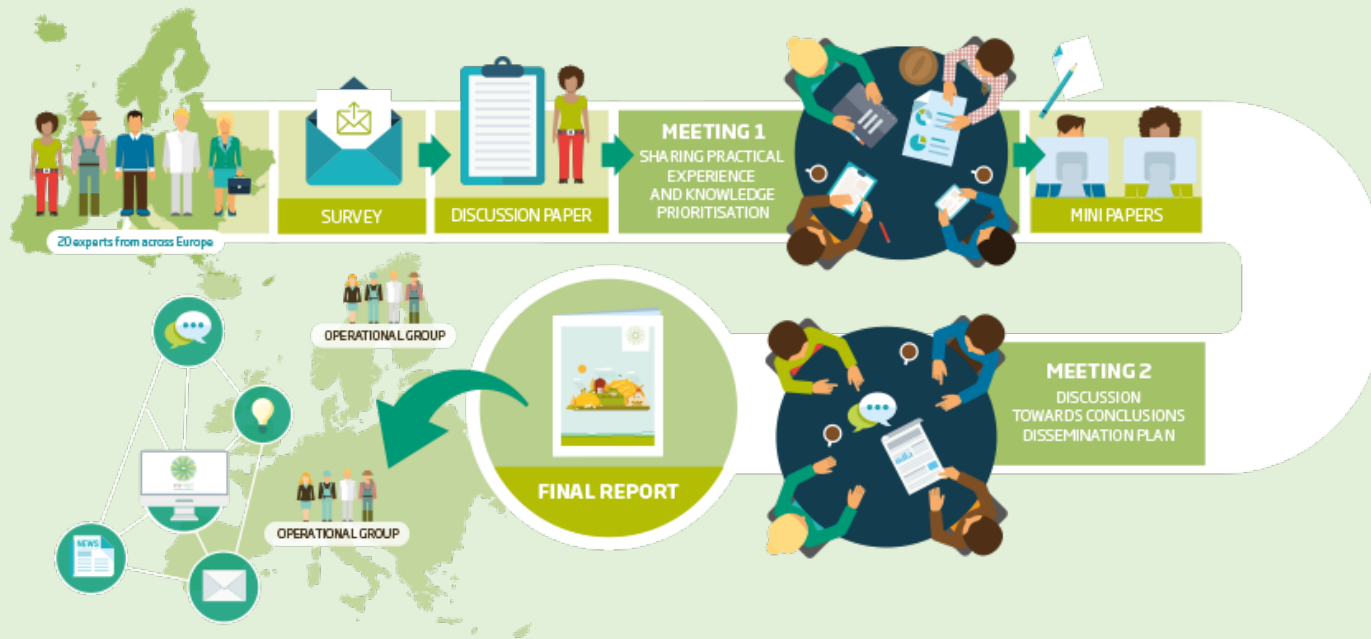 20 experts from across Europe
SURVEY
DISCUSSION PAPER
MEETING 1
SHARING PRACTICAL
EXPERIENCE
AND KNOWLEDGE
PRIORITISATION
MINI PAPERS
MEETING 2
DISCUSSION
TOWARDS CONCLUSIONS
DISSEMINATION PLAN
FINAL REPORT
OPERATIONAL GROUP
OPERATIONAL GROUP
NEWS